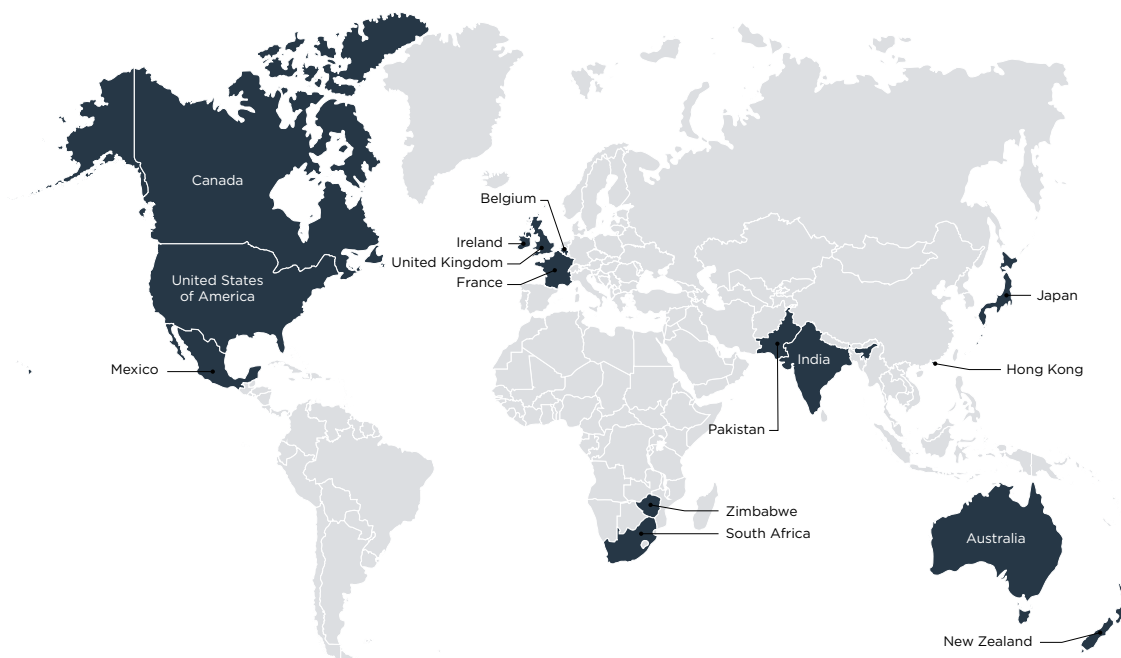 Canada
Belgium
Ireland
United Kingdom
France
United States
of America
Japan
Mexico
India
Hong Kong
Pakistan
Zimbabwe
South Africa
Australia
New Zealand